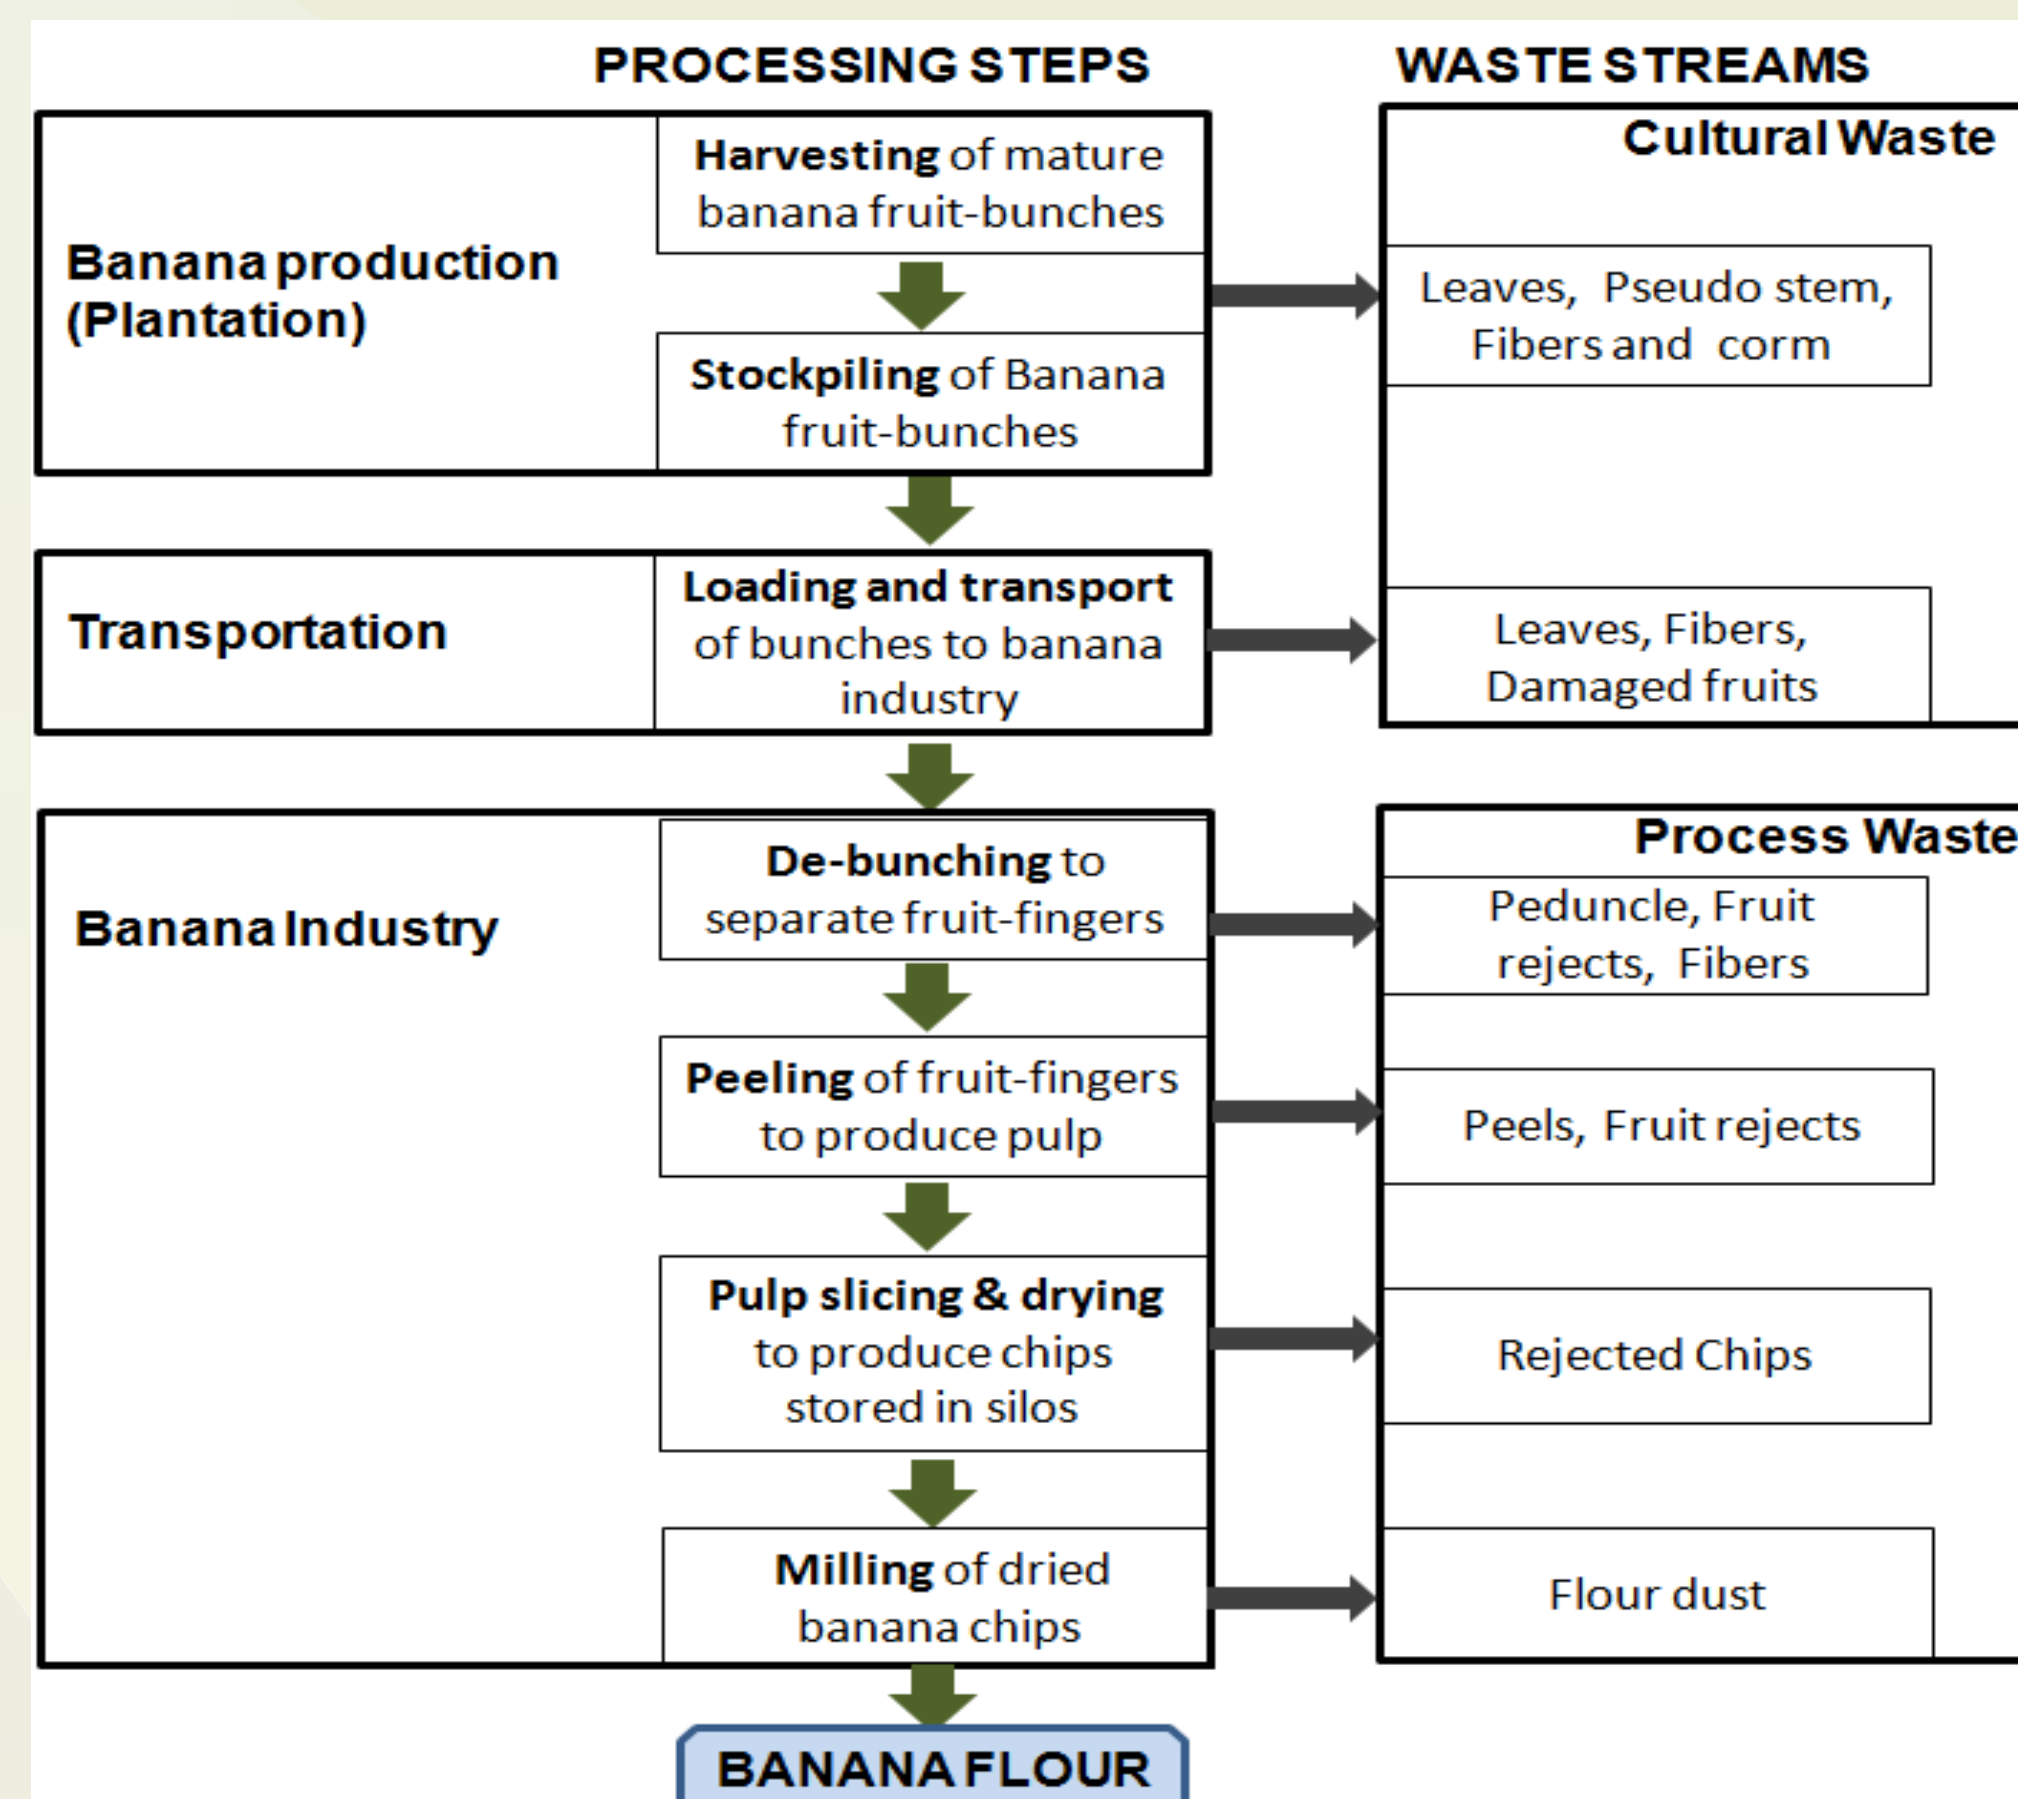 PROCESSING STEPS
WASTE STREAMS
Banana production
(Plantation)
Harvesting of mature
banana fruit-bunches
Stockpiling of Banana
fruit-bunches
Cultural Waste
Leaves, Pseudo stem,
Fibers and corm
Transportation
Loading and transport
of bunches to banana
industry
Leaves, Fibers,
Damaged fruits
Banana Industry
De-bunching to
separate fruit-fingers
Process Waste
Peduncle, Fruit
rejects, Fibers
Peeling of fruit-fingers
to produce pulp
Peels, Fruit rejects
Pulp slicing & drying
to produce chips
stored in silos
Rejected Chips
Milling of dried
banana chips
Flour dust
BANANA FLOUR